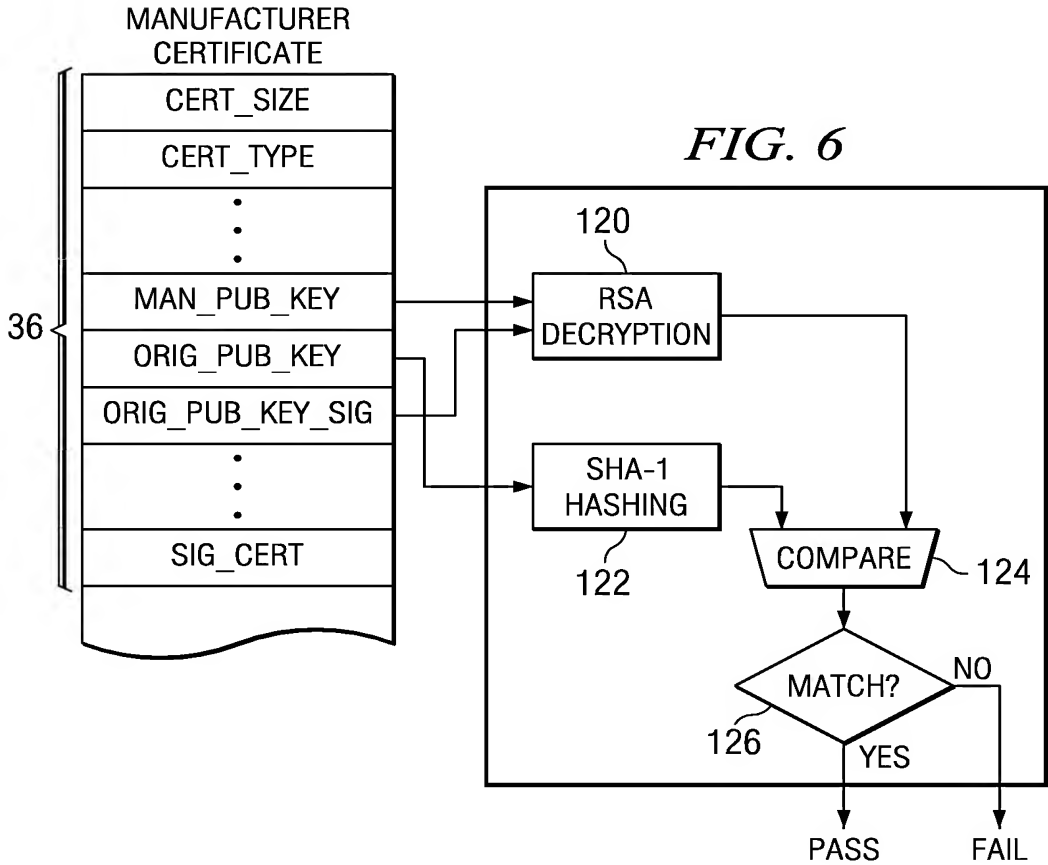 MANUFACTURER
CERTIFICATE
CERT_SIZE
CERT_TYPE
MAN_PUB_KEY
36
ORIG_PUB_KEY
ORIG_PUB_KEY_SIG
SIG_CERT
FIG. 6
120
RSA
DECRYPTION
SHA-1
HASHING
122
COMPARE
124
MATCH?
NO
126
YES
PASS
FAIL